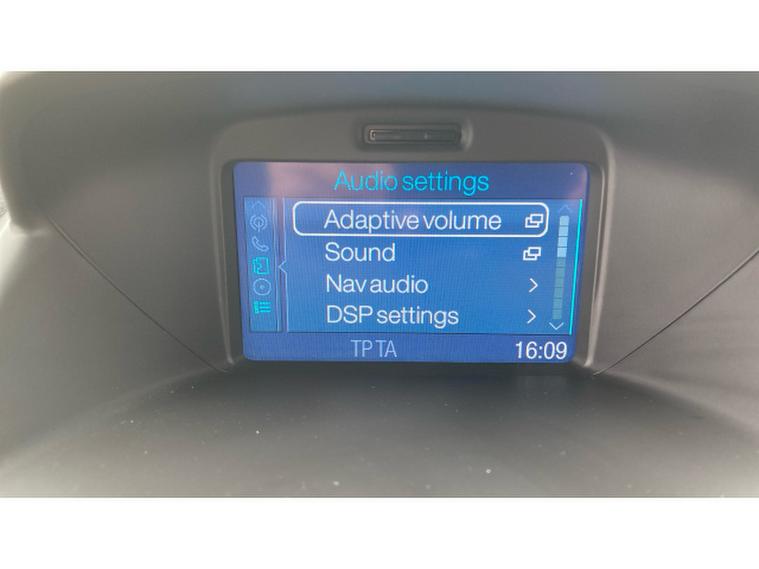 Audio settings
Adaptive volume
Sound
Nav audio
DSP settings
TP TA 16:09